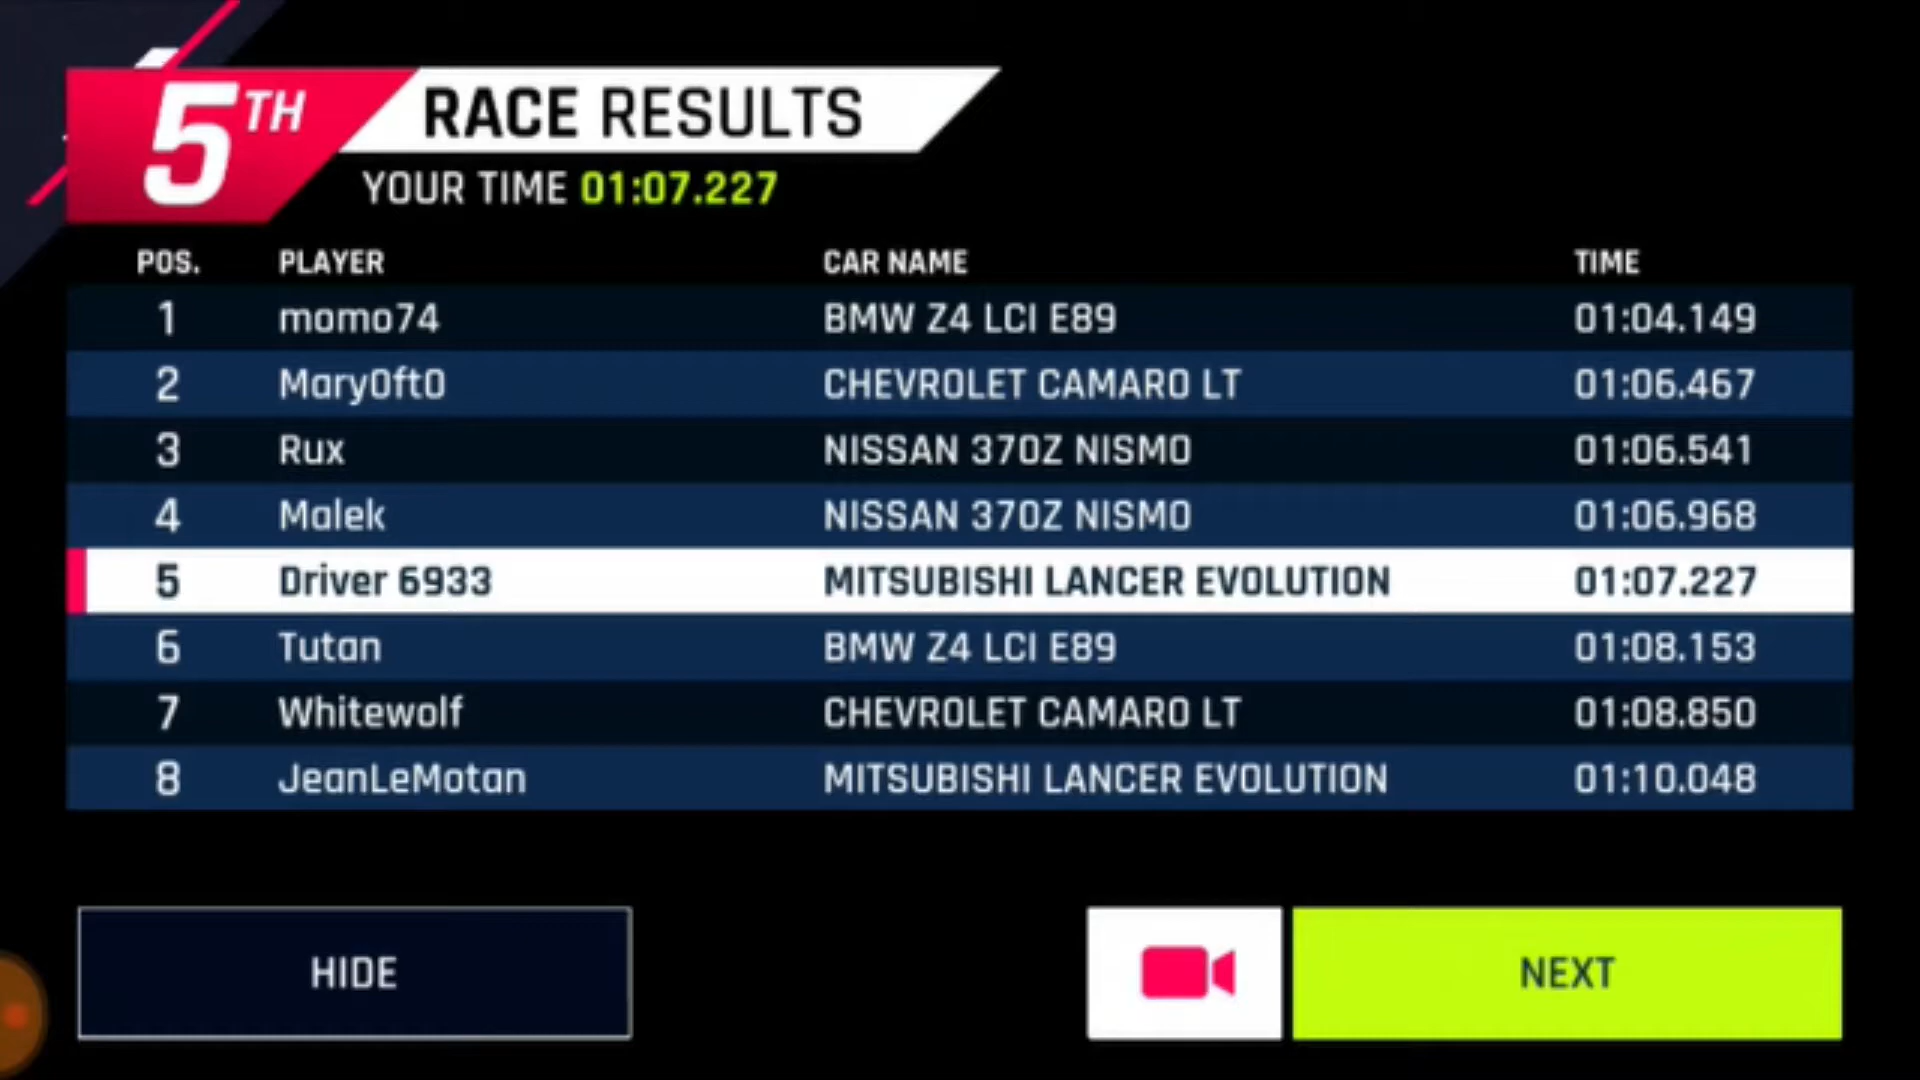 5TH
RACE RESULTS
YOUR TIME 01:07.227
POS. PLAYER CAR NAME TIME
1 momo74 BMW Z4 LCI E89 01:04.149
2 Mary0ft0 CHEVROLET CAMARO LT 01:06.467
3 Rux NISSAN 370Z NISMO 01:06.541
4 Malek NISSAN 370Z NISMO 01:06.968
5 Driver 6933 MITSUBISHI LANCER EVOLUTION 01:07.227
6 Tutan BMW Z4 LCI E89 01:08.153
7 Whitewolf CHEVROLET CAMARO LT 01:08.850
8 JeanLeMotan MITSUBISHI LANCER EVOLUTION 01:10.048
HIDE NEXT